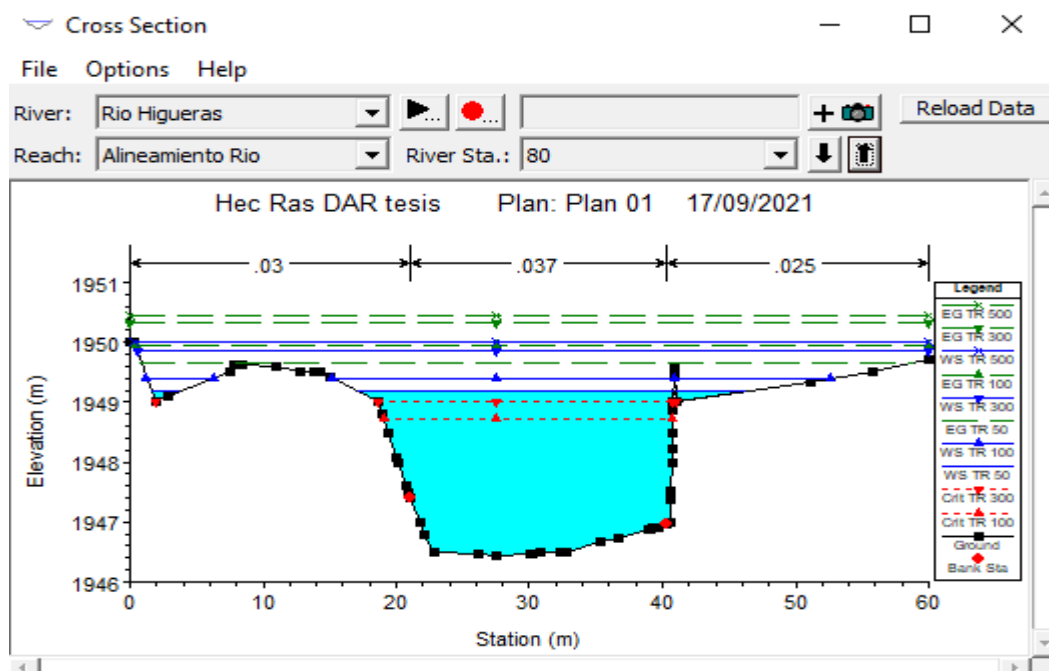 Cross Section
File Options Help
River: Rio Higueras ... ... + Reload Data
Reach: Alineamiento Rio River Sta.: 80
Hec Ras DAR tesis Plan: Plan 01 17/09/2021
.03 .037 .025
1951
1950
1949
1948
1947
1946
Elevation (m)
0 10 20 30 40 50 60
Station (m)
Legend
EG TR 500
EG TR 300
WS TR 500
EG TR 100
WS TR 300
EG TR 50
WS TR 100
WS TR 50
Crit TR 300
Crit TR 100
Ground
Bank Sta